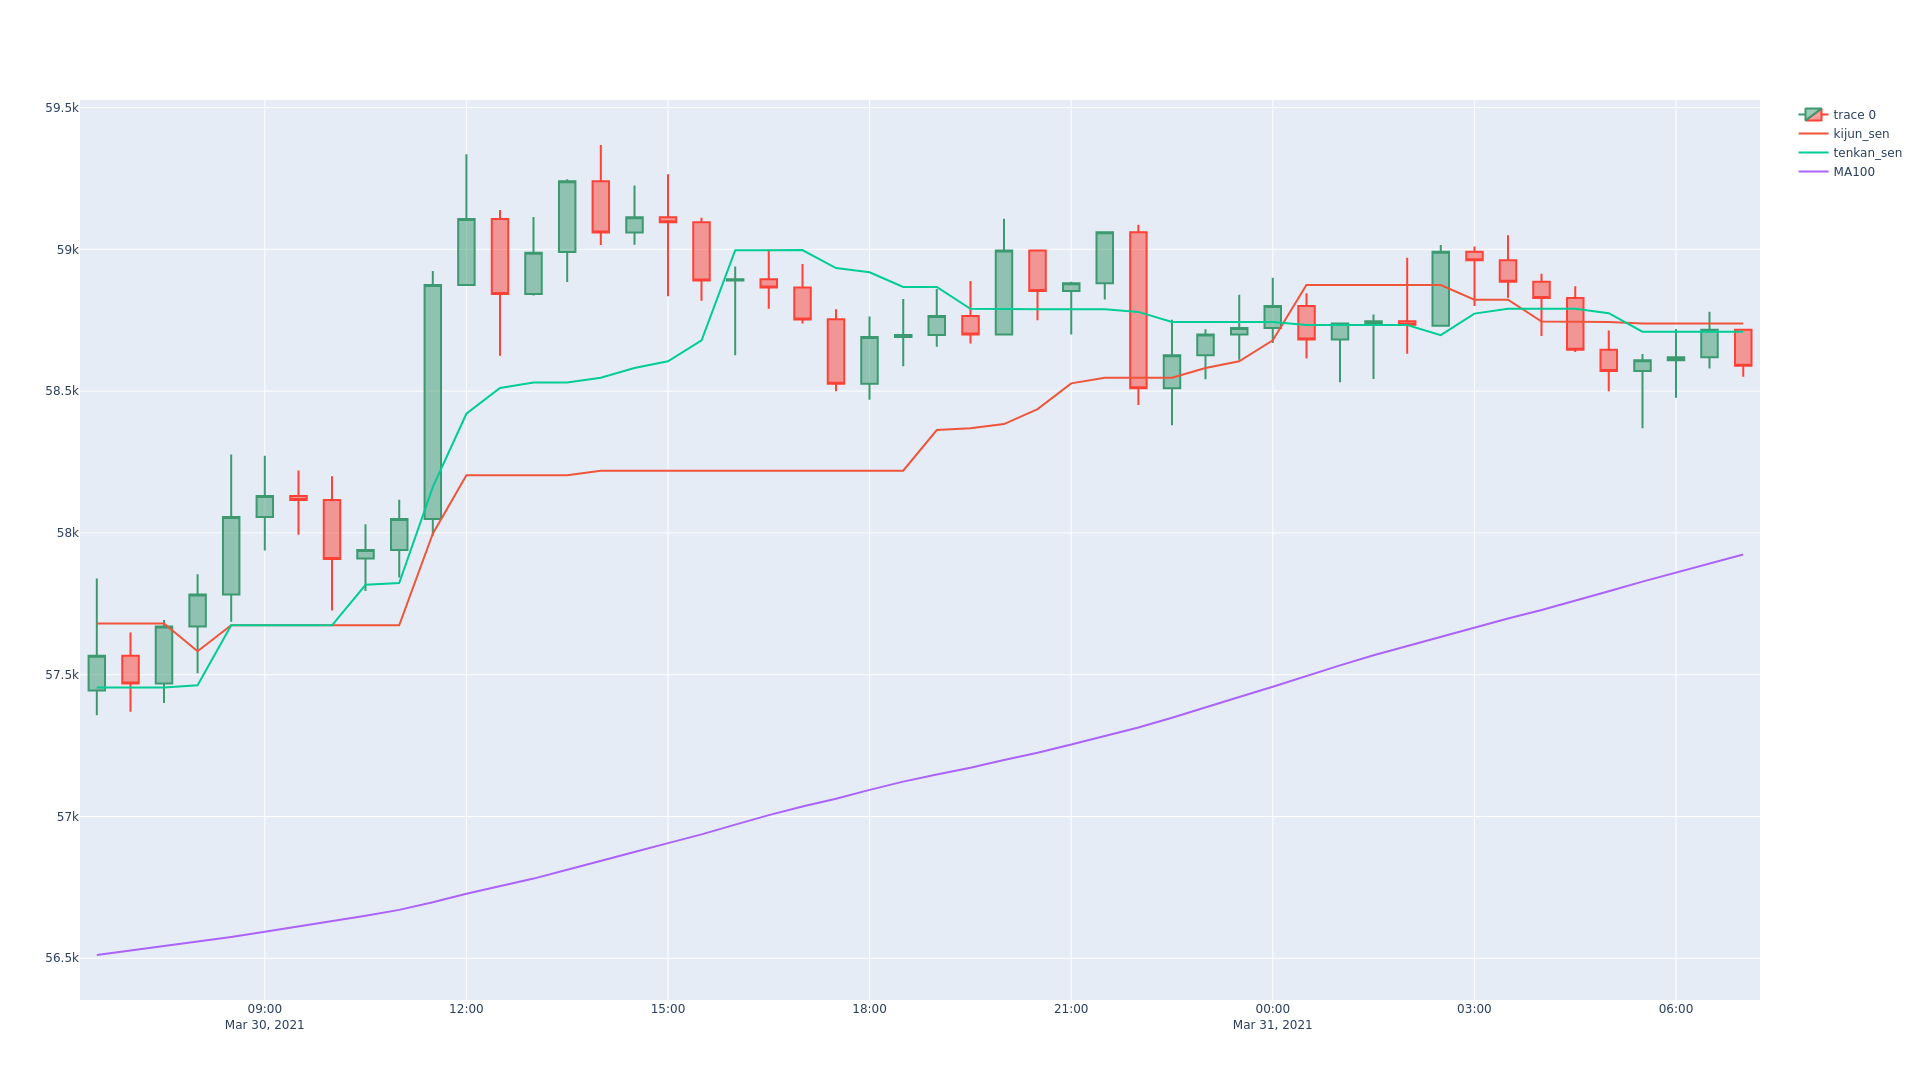 59.5k
59k
58.5k
58k
57.5k
57k
56.5k
09:00
Mar 30, 2021
12:00
15:00
18:00
21:00
00:00
Mar 31, 2021
03:00
06:00
trace 0
kijun_sen
tenkan_sen
MA100